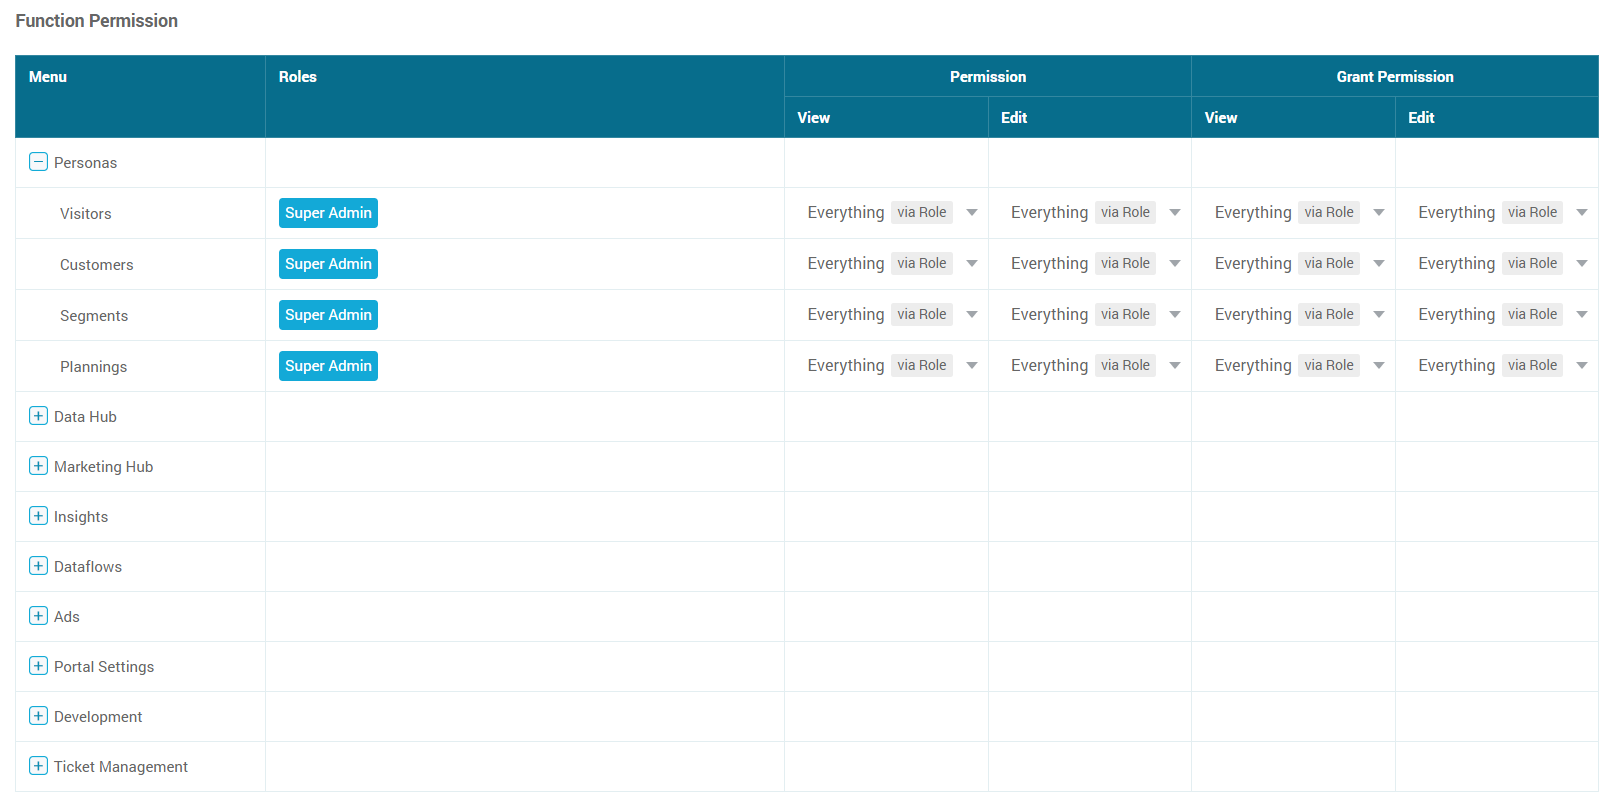 Function Permission
Menu Roles Permission Grant Permission
View Edit View Edit
Personas
Visitors Super Admin Everything via Role Everything via Role Everything via Role Everything via Role
Customers Super Admin Everything via Role Everything via Role Everything via Role Everything via Role
Segments Super Admin Everything via Role Everything via Role Everything via Role Everything via Role
Plannings Super Admin Everything via Role Everything via Role Everything via Role Everything via Role
Data Hub
Marketing Hub
Insights
Dataflows
Ads
Portal Settings
Development
Ticket Management